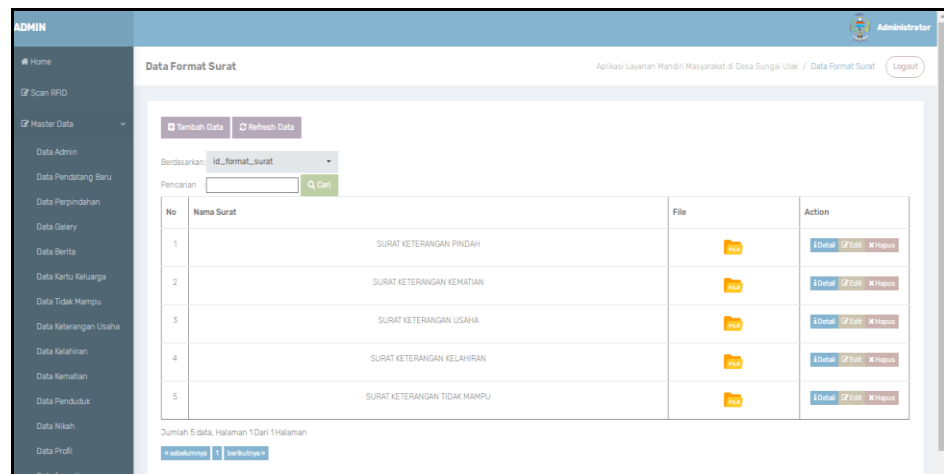 ADMIN
Administrator
Home
Scan RFID
Master Data
Data Admin
Data Pendatang Baru
Data Perpindahan
Data Galery
Data Berita
Data Kartu Keluarga
Data Tidak Mampu
Data Keterangan Usaha
Data Kelahiran
Data Kematian
Data Penduduk
Data Nikah
Data Profil
Data Format Surat
Aplikasi Layanan Mandiri Masyarakat di Desa Sungai Ulak / Data Format Surat
Logout
Tambah Data Refresh Data
Berdasarkan: id_format_surat
Pencarian : Cari
No Nama Surat File Action
1 SURAT KETERANGAN PINDAH FILE Detail Edit Hapus
2 SURAT KETERANGAN KEMATIAN FILE Detail Edit Hapus
3 SURAT KETERANGAN USAHA FILE Detail Edit Hapus
4 SURAT KETERANGAN KELAHIRAN FILE Detail Edit Hapus
5 SURAT KETERANGAN TIDAK MAMPU FILE Detail Edit Hapus
Jumlah 5 data, Halaman 1 Dari 1 Halaman
« sebelumnya 1 berikutnya »